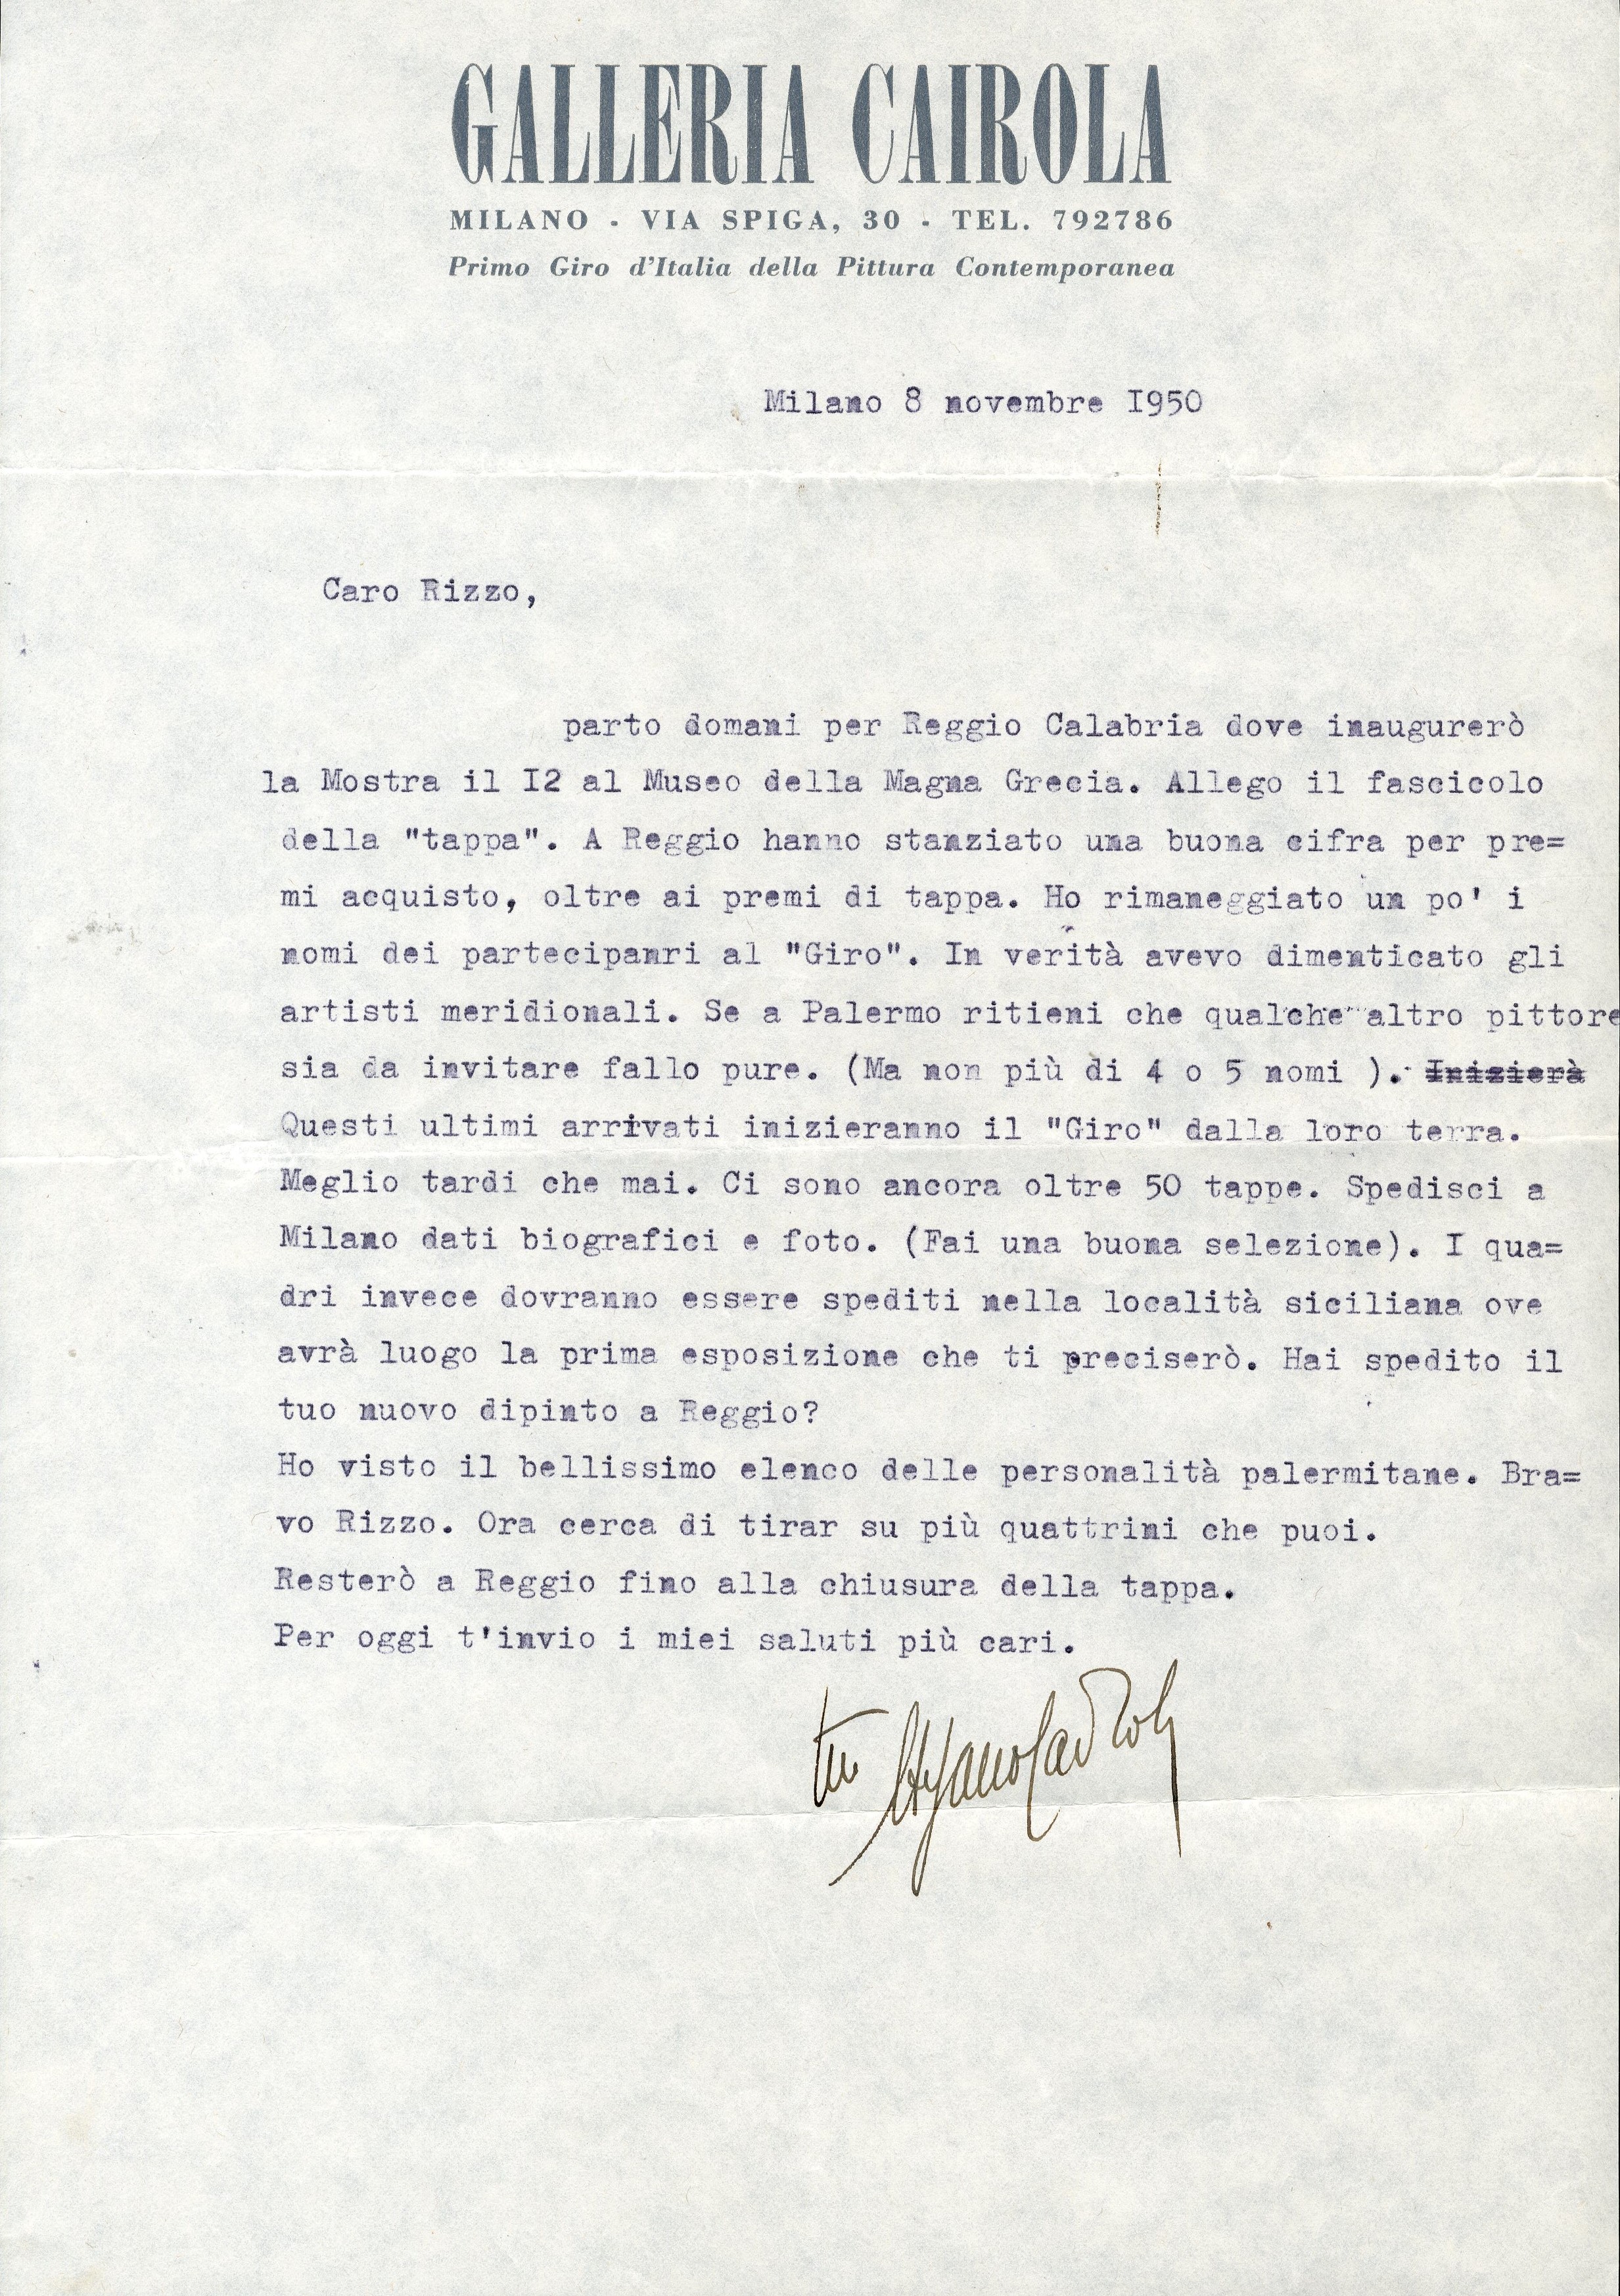 GALLERIA CAIROLA
MILANO - VIA SPIGA, 30 - TEL. 792786
Primo Giro d'Italia della Pittura Contemporanea
Milano 8 novembre I950
Caro Rizzo,
parto domani per Reggio Calabria dove inaugurerò
la Mostra il I2 al Museo della Magna Grecia. Allego il fascicolo
della "tappa". A Reggio hanno stanziato una buona cifra per pre=
mi acquisto, oltre ai premi di tappa. Ho rimaneggiato un po' i
nomi dei partecipanri al "Giro". In verità avevo dimenticato gli
artisti meridionali. Se a Palermo ritieni che qualche altro pittore
sia da invitare fallo pure. (Ma non più di 4 o 5 nomi ). Inizierà
Questi ultimi arrivati inizieranno il "Giro" dalla loro terra.
Meglio tardi che mai. Ci sono ancora oltre 50 tappe. Spedisci a
Milano dati biografici e foto. (Fai una buona selezione). I qua=
dri invece dovranno essere spediti nella località siciliana ove
avrà luogo la prima esposizione che ti preciserò. Hai spedito il
tuo nuovo dipinto a Reggio?
Ho visto il bellissimo elenco delle personalità palermitane. Bra=
vo Rizzo. Ora cerca di tirar su più quattrini che puoi.
Resterò a Reggio fino alla chiusura della tappa.
Per oggi t'invio i miei saluti più cari.
tuo Stefano Cairola